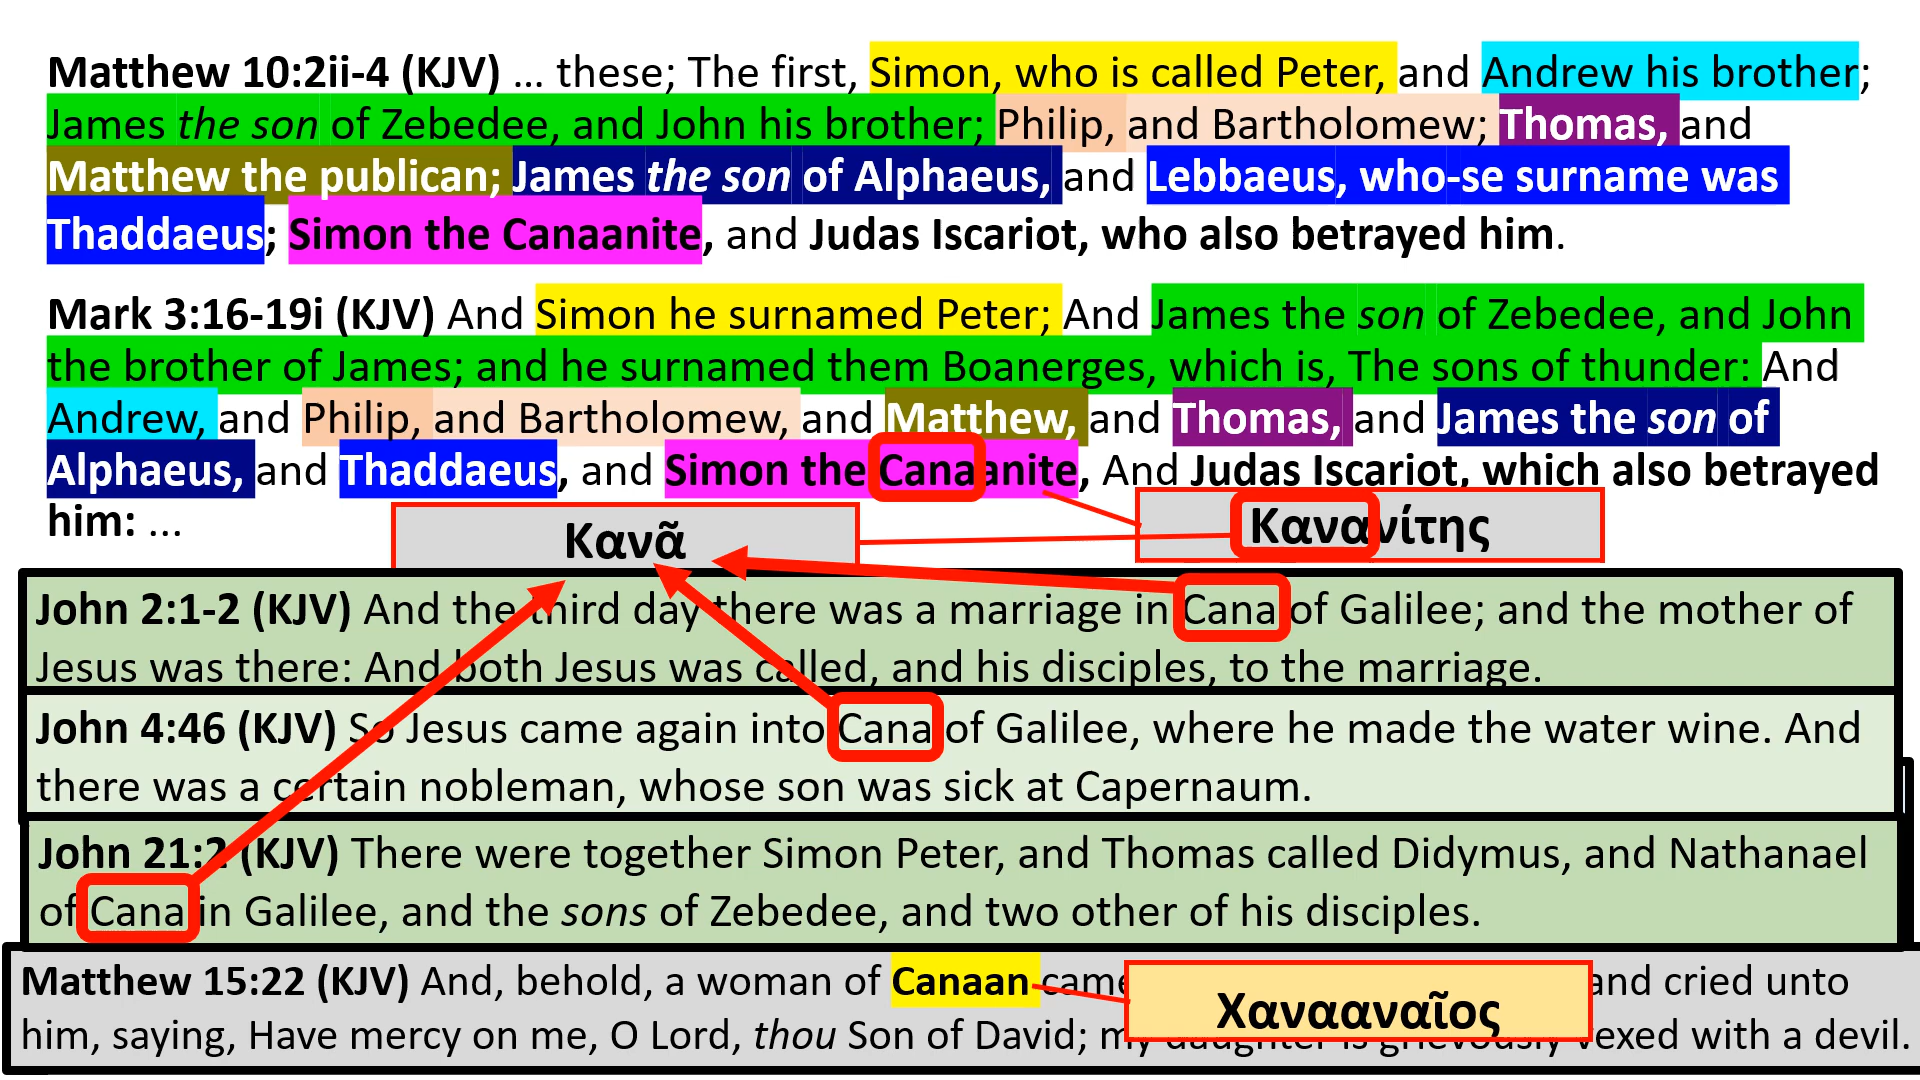 Matthew 10:2ii-4 (KJV) ... these; The first, Simon, who is called Peter, and Andrew his brother;
James the son of Zebedee, and John his brother; Philip, and Bartholomew; Thomas, and
Matthew the publican; James the son of Alphaeus, and Lebbaeus, who-se surname was
Thaddaeus; Simon the Canaanite, and Judas Iscariot, who also betrayed him.
Mark 3:16-19i (KJV) And Simon he surnamed Peter; And James the son of Zebedee, and John
the brother of James; and he surnamed them Boanerges, which is, The sons of thunder: And
Andrew, and Philip, and Bartholomew, and Matthew, and Thomas, and James the son of
Alphaeus, and Thaddaeus, and Simon the Canaanite, And Judas Iscariot, which also betrayed
him: ...
Κανᾶ
Κανανίτης
John 2:1-2 (KJV) And the third day there was a marriage in Cana of Galilee; and the mother of
Jesus was there: And both Jesus was called, and his disciples, to the marriage.
John 4:46 (KJV) So Jesus came again into Cana of Galilee, where he made the water wine. And
there was a certain nobleman, whose son was sick at Capernaum.
John 21:2 (KJV) There were together Simon Peter, and Thomas called Didymus, and Nathanael
of Cana in Galilee, and the sons of Zebedee, and two other of his disciples.
Matthew 15:22 (KJV) And, behold, a woman of Canaan came and cried unto
Χανααναῖος
him, saying, Have mercy on me, O Lord, thou Son of David; my daughter is grievously vexed with a devil.